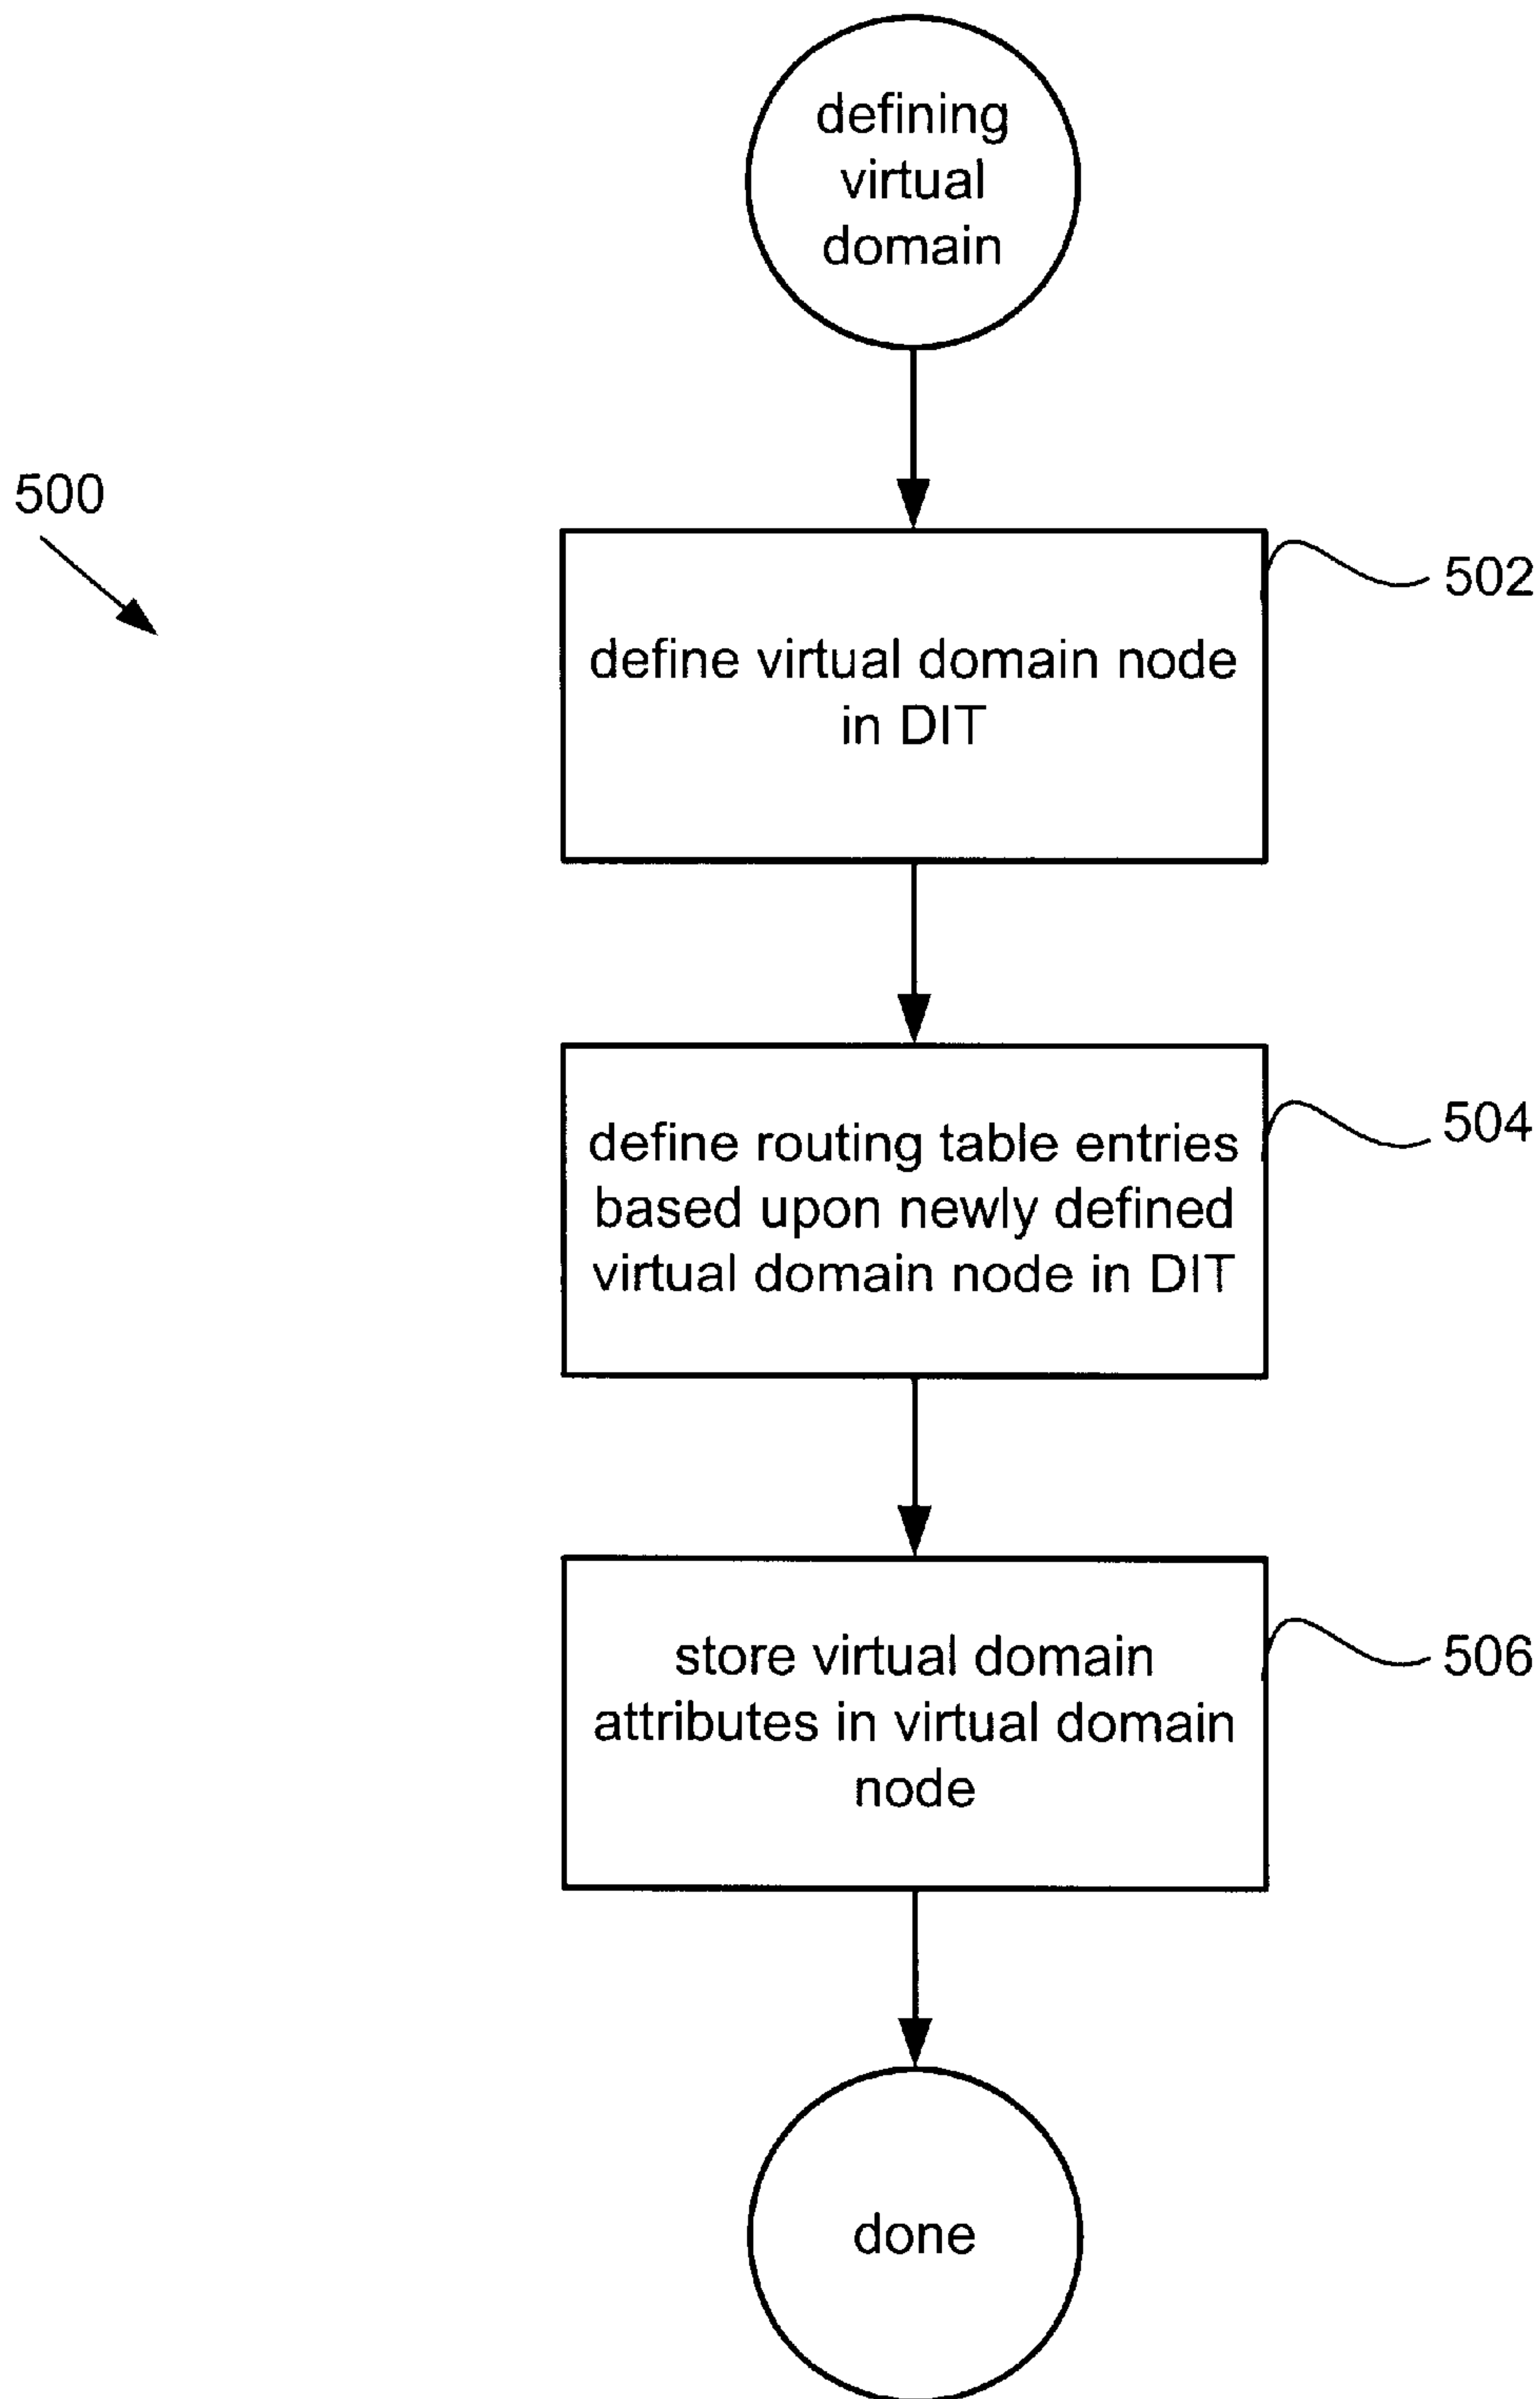 defining
virtual
domain
500
502
define virtual domain node
in DIT
504
define routing table entries
based upon newly defined
virtual domain node in DIT
506
store virtual domain
attributes in virtual domain
node
done